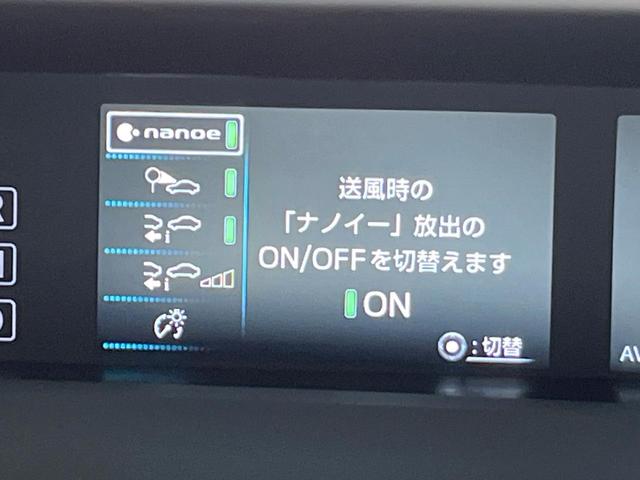 nanoe
送風時の
「ナノイー」放出の
ON/OFFを切替えます
ON
:切替
AV